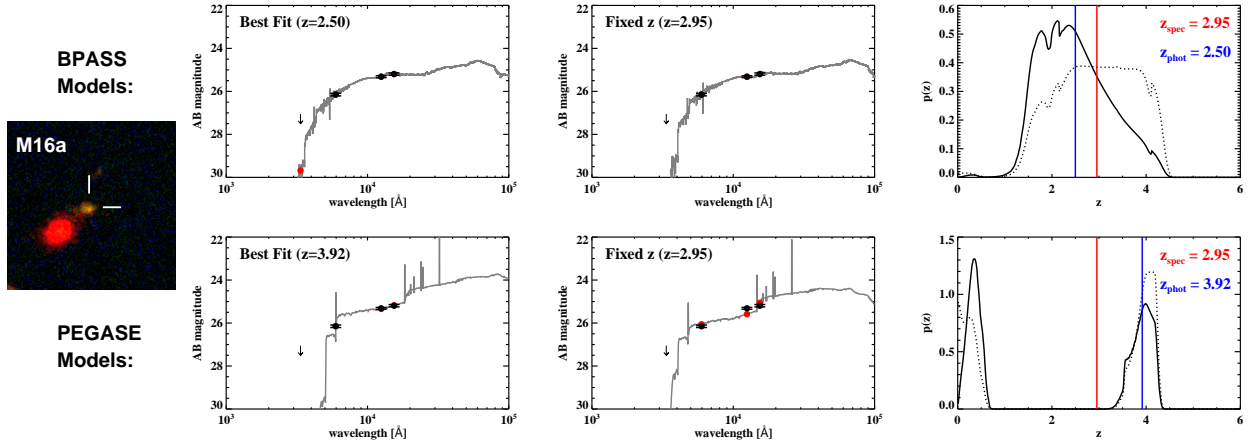 BPASS
Models:
M16a
PEGASE
Models:
Best Fit (z=2.50)
AB magnitude
22
24
26
28
30
10³
10⁴
10⁵
wavelength [Å]
Fixed z (z=2.95)
AB magnitude
22
24
26
28
30
10³
10⁴
10⁵
wavelength [Å]
z_spec = 2.95
z_phot = 2.50
p(z)
0.6
0.5
0.4
0.3
0.2
0.1
0.0
0
2
4
6
z
Best Fit (z=3.92)
AB magnitude
22
24
26
28
30
10³
10⁴
10⁵
wavelength [Å]
Fixed z (z=2.95)
AB magnitude
22
24
26
28
30
10³
10⁴
10⁵
wavelength [Å]
z_spec = 2.95
z_phot = 3.92
p(z)
1.5
1.0
0.5
0.0
0
2
4
6
z